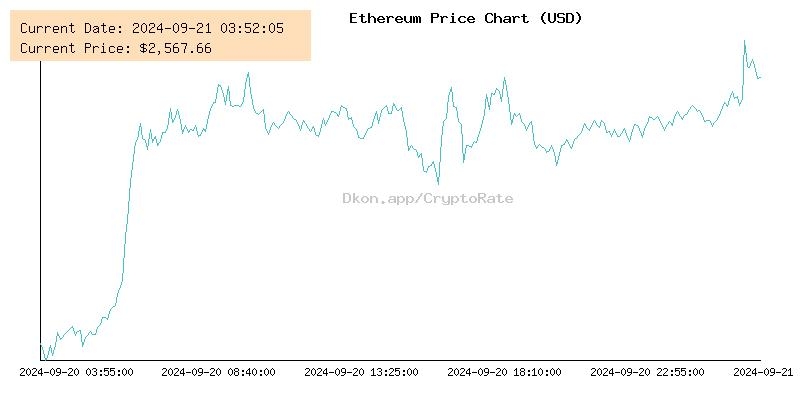 Ethereum Price Chart (USD)
Current Date: 2024-09-21 03:52:05
Current Price: $2,567.66
Dkon.app/CryptoRate
2024-09-20 03:55:00 2024-09-20 08:40:00 2024-09-20 13:25:00 2024-09-20 18:10:00 2024-09-20 22:55:00 2024-09-21